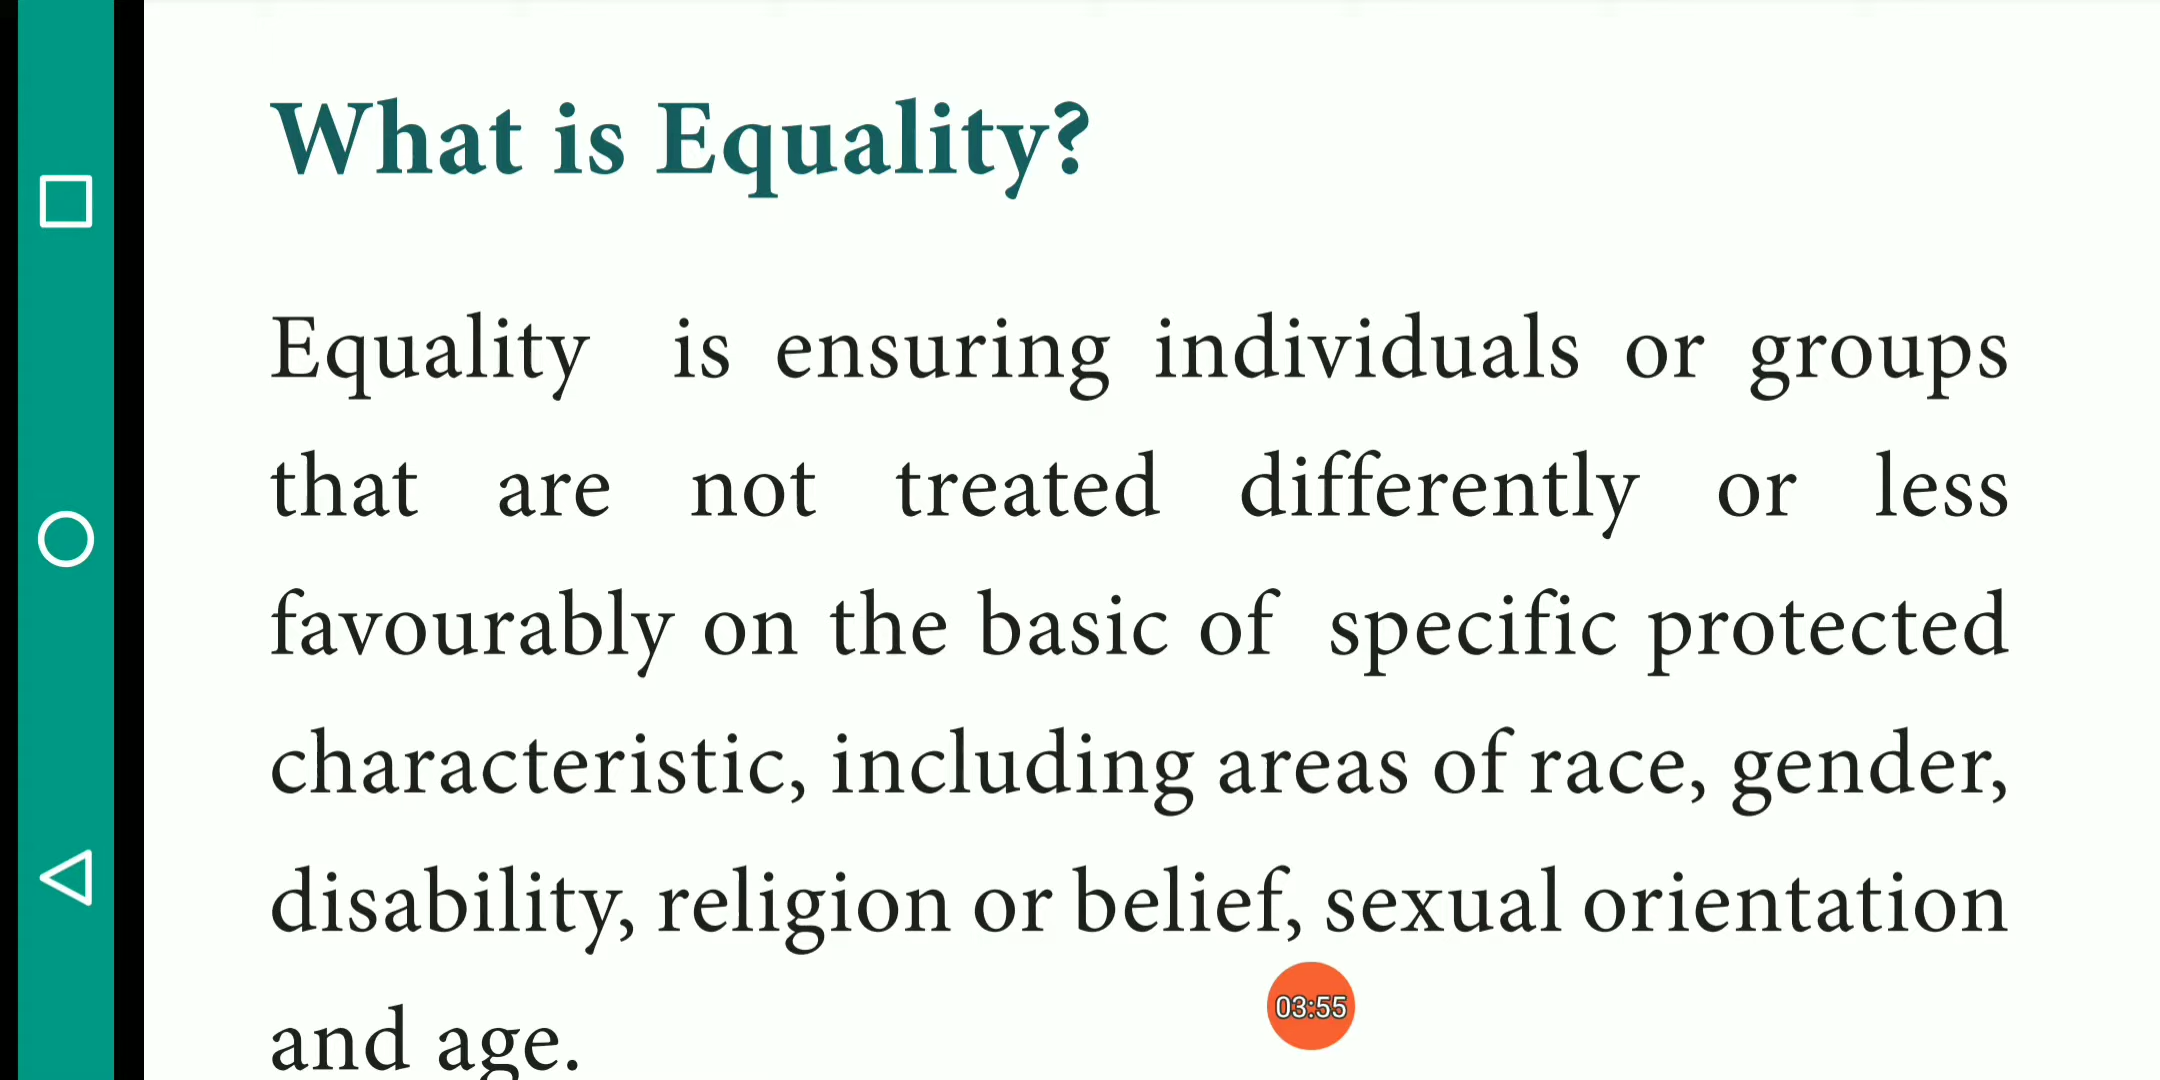 What is Equality?
Equality is ensuring individuals or groups
that are not treated differently or less
favourably on the basic of specific protected
characteristic, including areas of race, gender,
disability, religion or belief, sexual orientation
and age.
03:55